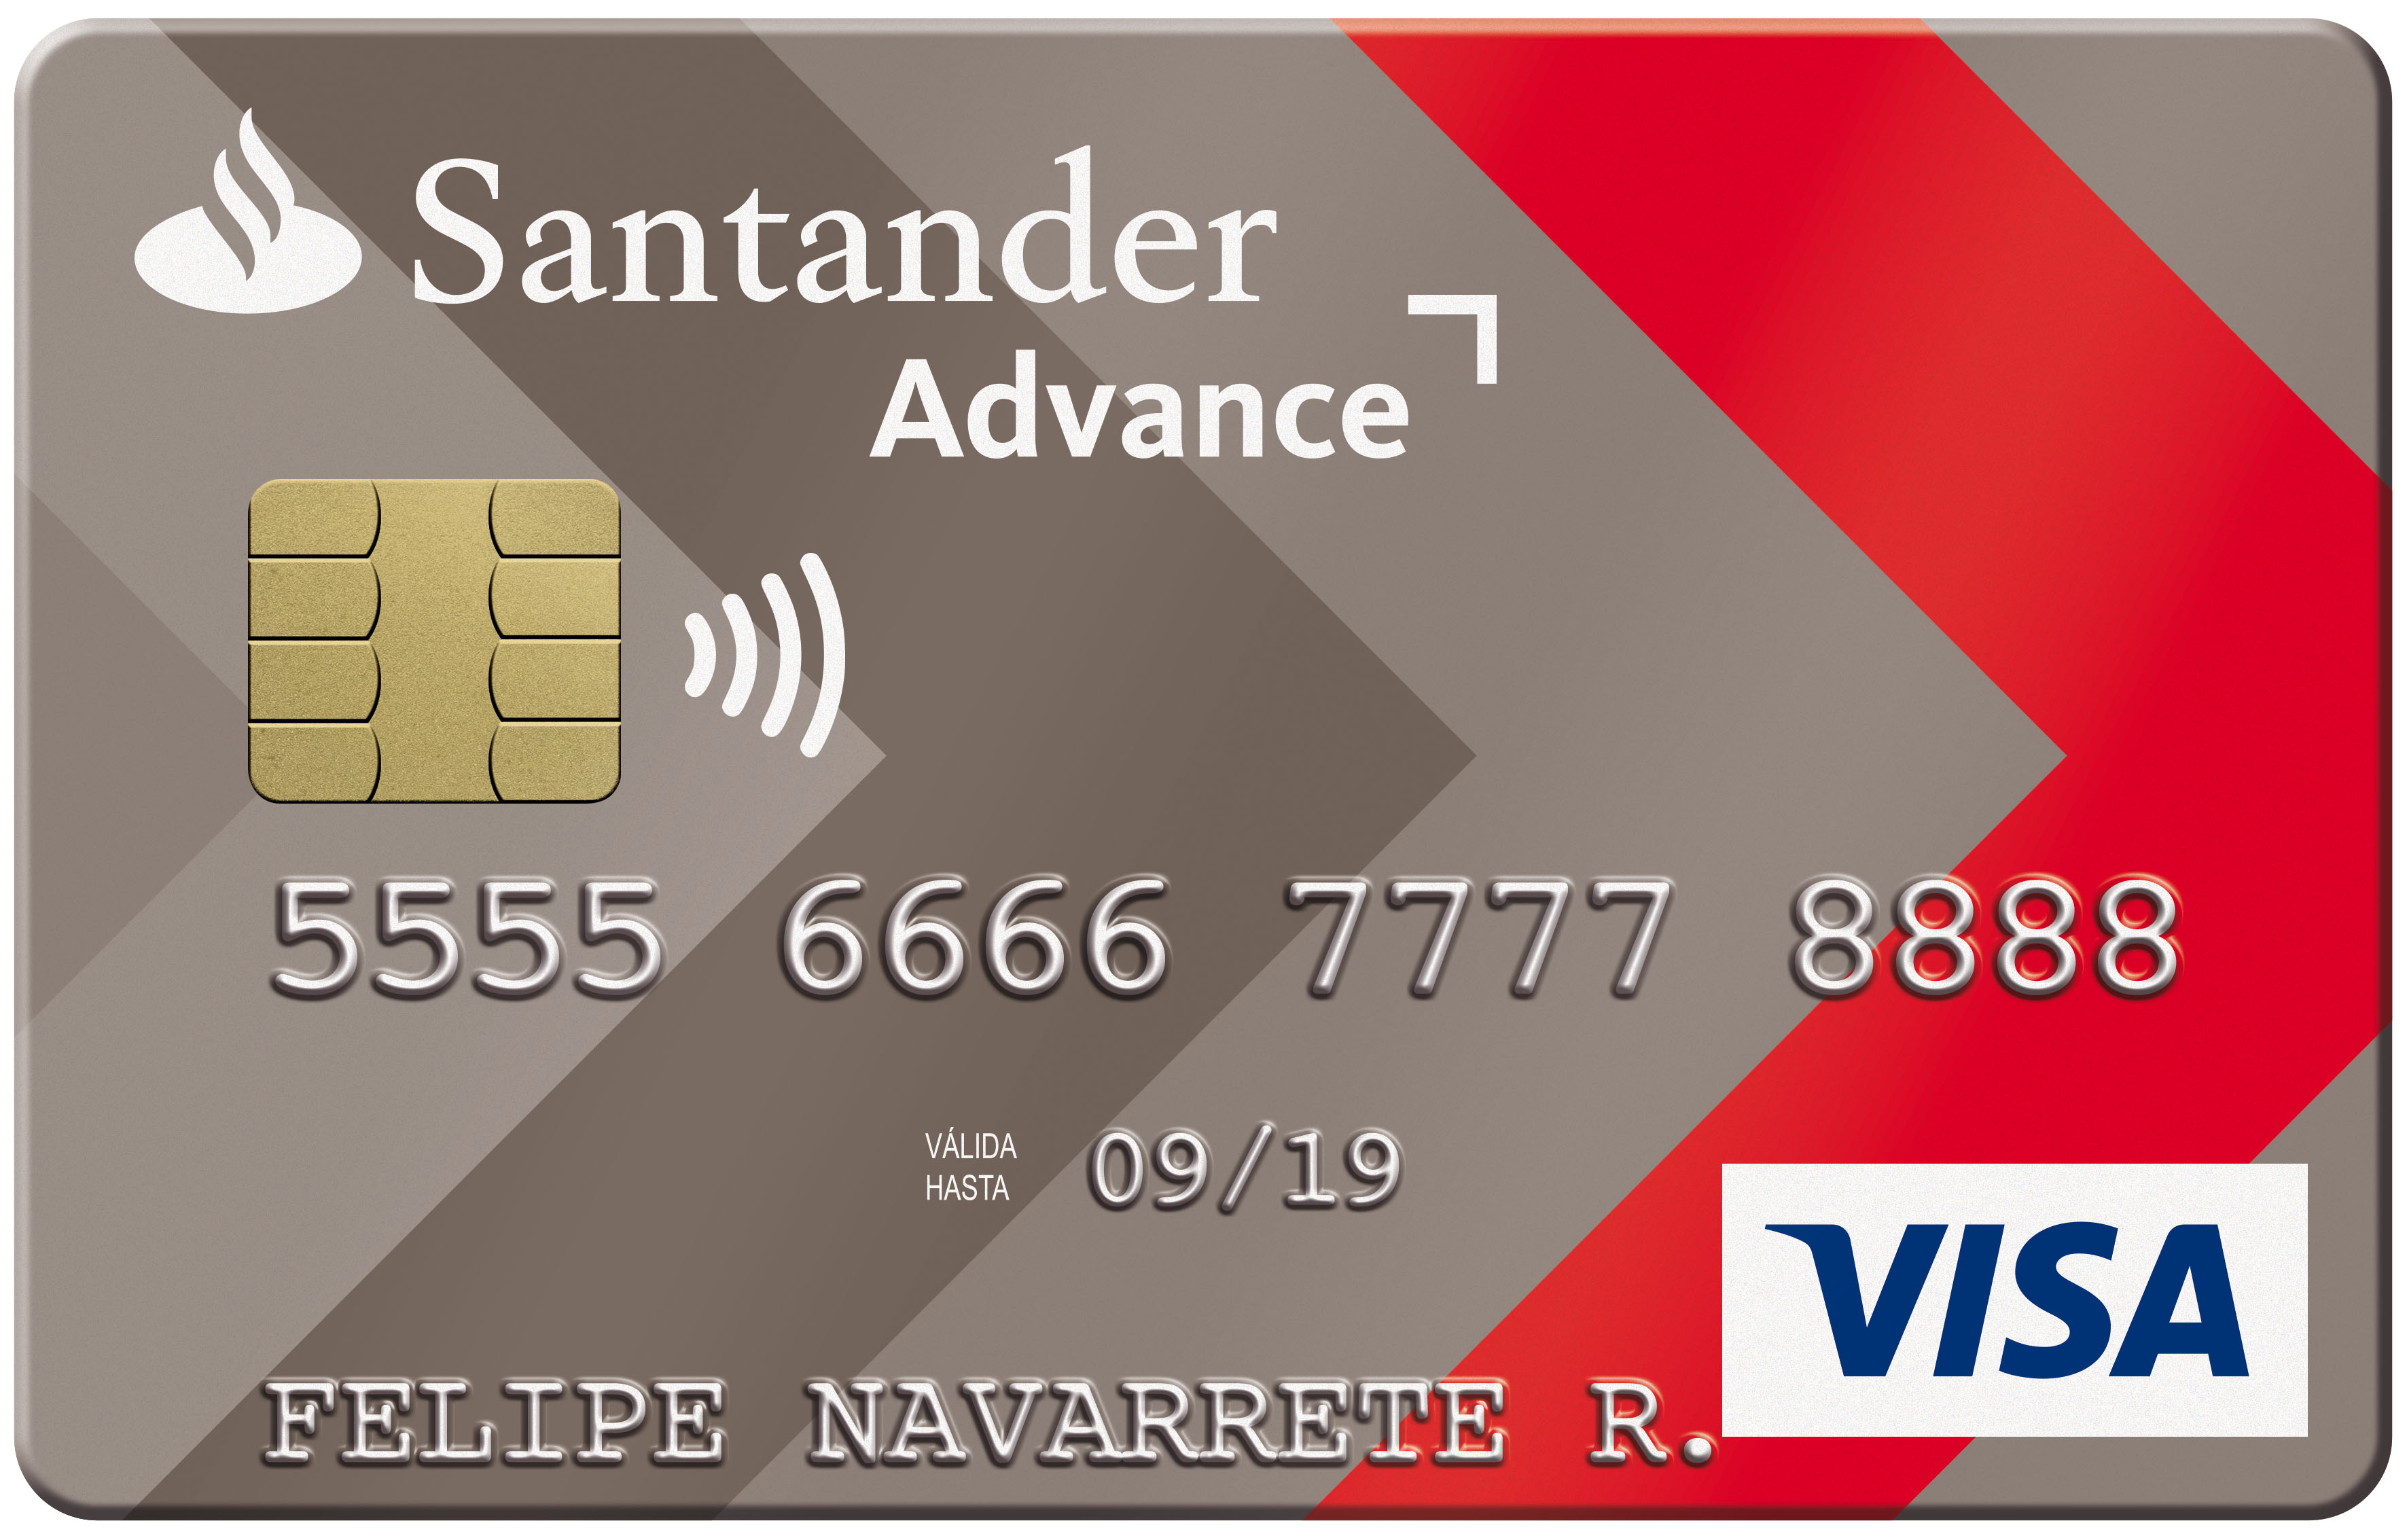 Santander
Advance
5555 6666 7777 8888
VÁLIDA
HASTA
09/19
VISA
FELIPE NAVARRETE R.